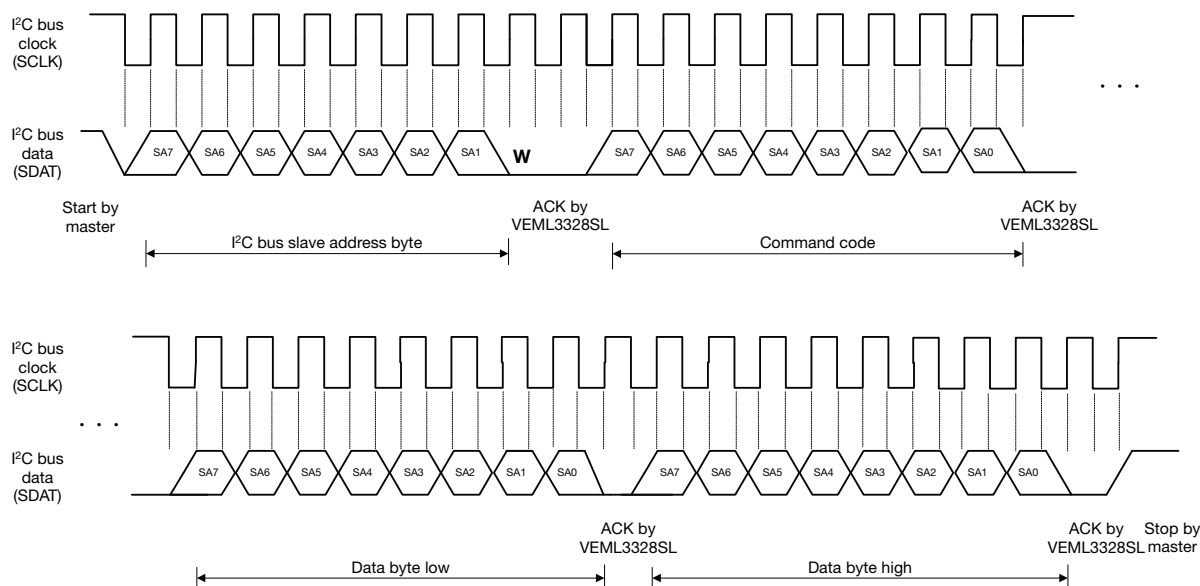 I²C bus
clock
(SCLK)
. . .
I²C bus
data
(SDAT)
SA7 SA6 SA5 SA4 SA3 SA2 SA1 W SA7 SA6 SA5 SA4 SA3 SA2 SA1 SA0
Start by
master
ACK by
VEML3328SL
ACK by
VEML3328SL
I²C bus slave address byte
Command code
I²C bus
clock
(SCLK)
. . .
I²C bus
data
(SDAT)
SA7 SA6 SA5 SA4 SA3 SA2 SA1 SA0 SA7 SA6 SA5 SA4 SA3 SA2 SA1 SA0
ACK by
VEML3328SL
ACK by
VEML3328SL
Stop by
master
Data byte low
Data byte high